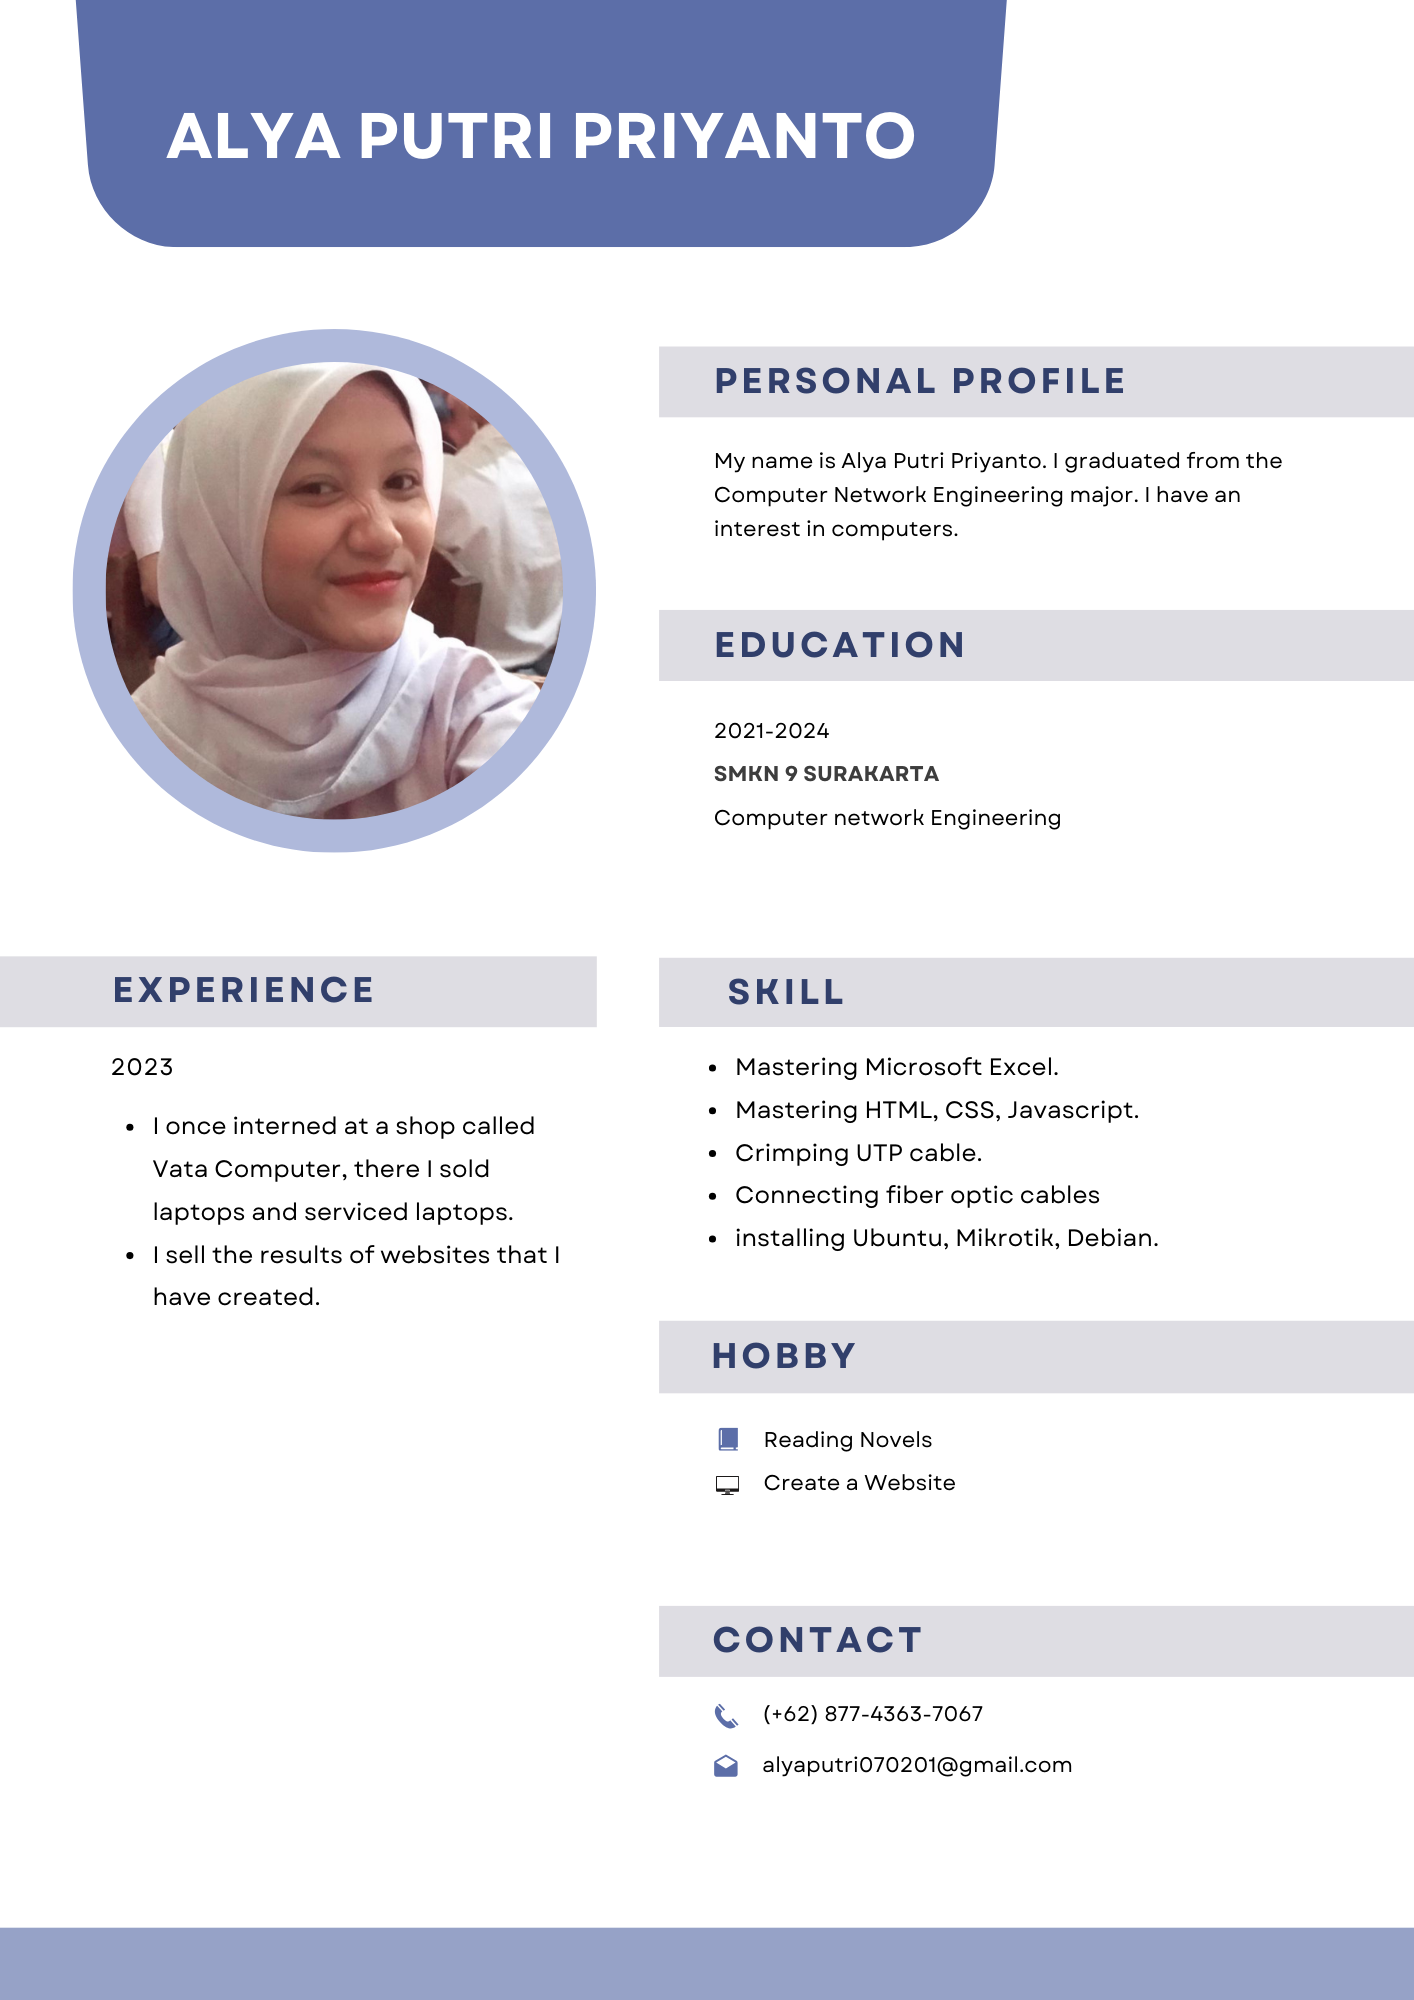 ALYA PUTRI PRIYANTO
PERSONAL PROFILE
My name is Alya Putri Priyanto. I graduated from the
Computer Network Engineering major. I have an
interest in computers.
EDUCATION
2021-2024
SMKN 9 SURAKARTA
Computer network Engineering
EXPERIENCE
2023
• I once interned at a shop called
Vata Computer, there I sold
laptops and serviced laptops.
• I sell the results of websites that I
have created.
SKILL
• Mastering Microsoft Excel.
• Mastering HTML, CSS, Javascript.
• Crimping UTP cable.
• Connecting fiber optic cables
• installing Ubuntu, Mikrotik, Debian.
HOBBY
Reading Novels
Create a Website
CONTACT
(+62) 877-4363-7067
alyaputri070201@gmail.com